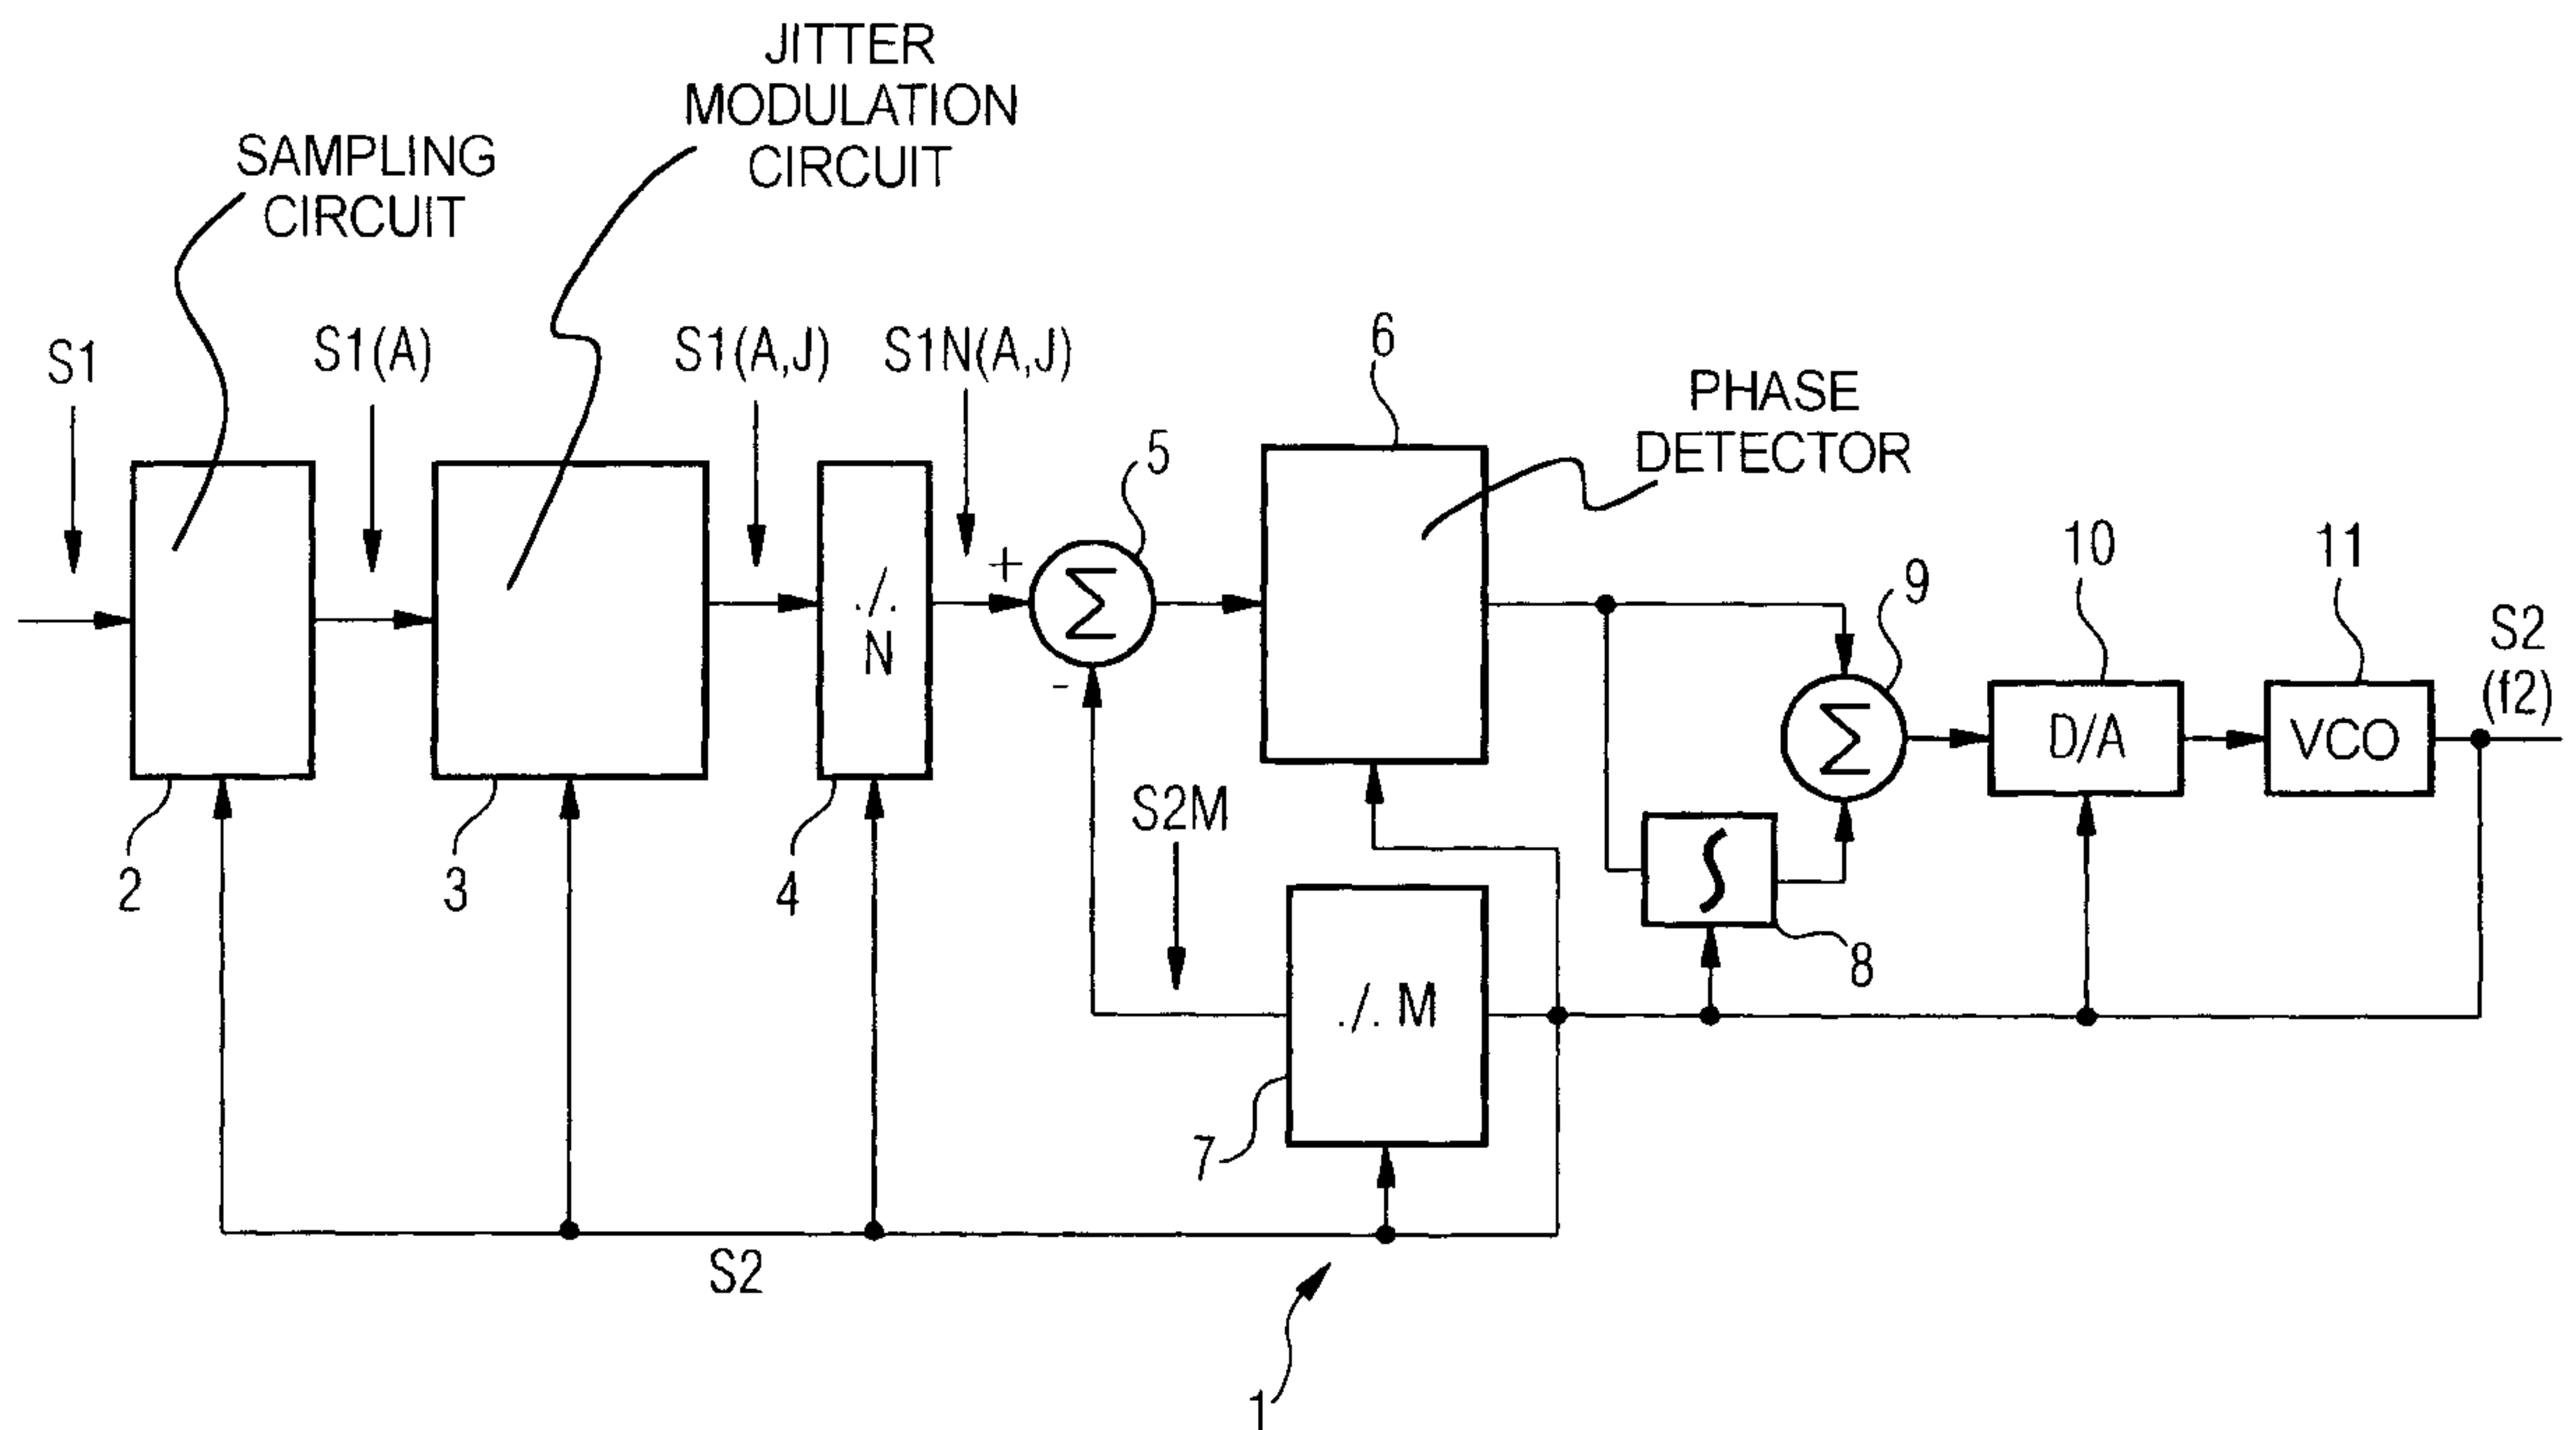 JITTER
MODULATION
CIRCUIT
SAMPLING
CIRCUIT
S1
S1(A)
S1(A,J)
S1N(A,J)
6
PHASE
DETECTOR
5
+
-
Σ
./.
N
10
11
9
S2
(f2)
Σ
D/A
VCO
2
3
4
S2M
∫
8
./. M
7
S2
1